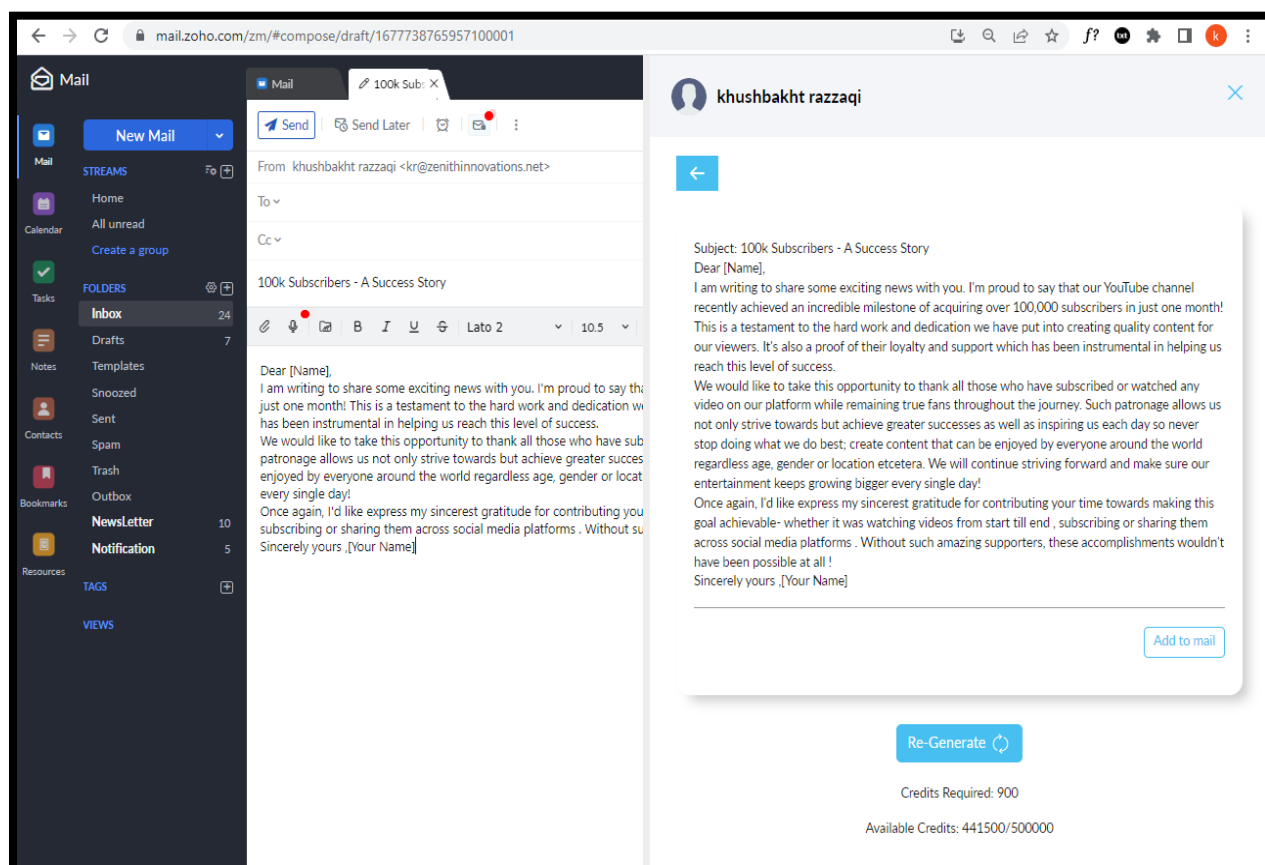 mail.zoho.com/zm/#compose/draft/1677738765957100001
f?
txt
k
Mail
Mail
100k Subs
khushbakht razzaqi
New Mail
Send
Send Later
Mail
STREAMS
From khushbakht razzaqi <kr@zenithinnovations.net>
Home
To
Calendar
All unread
Create a group
Cc
Tasks
FOLDERS
100k Subscribers - A Success Story
Inbox 24
Drafts 7
B I U S Lato 2 10.5
Notes
Templates
Snoozed
Contacts
Sent
Spam
Trash
Bookmarks
Outbox
NewsLetter 10
Notification 5
Resources
TAGS
VIEWS
Dear [Name],
I am writing to share some exciting news with you. I'm proud to say tha
just one month! This is a testament to the hard work and dedication we
has been instrumental in helping us reach this level of success.
We would like to take this opportunity to thank all those who have sub
patronage allows us not only strive towards but achieve greater succes
enjoyed by everyone around the world regardless age, gender or locat
every single day!
Once again, I'd like express my sincerest gratitude for contributing you
subscribing or sharing them across social media platforms . Without su
Sincerely yours ,[Your Name]
Subject: 100k Subscribers - A Success Story
Dear [Name],
I am writing to share some exciting news with you. I'm proud to say that our YouTube channel
recently achieved an incredible milestone of acquiring over 100,000 subscribers in just one month!
This is a testament to the hard work and dedication we have put into creating quality content for
our viewers. It's also a proof of their loyalty and support which has been instrumental in helping us
reach this level of success.
We would like to take this opportunity to thank all those who have subscribed or watched any
video on our platform while remaining true fans throughout the journey. Such patronage allows us
not only strive towards but achieve greater successes as well as inspiring us each day so never
stop doing what we do best; create content that can be enjoyed by everyone around the world
regardless age, gender or location etcetera. We will continue striving forward and make sure our
entertainment keeps growing bigger every single day!
Once again, I'd like express my sincerest gratitude for contributing your time towards making this
goal achievable- whether it was watching videos from start till end , subscribing or sharing them
across social media platforms . Without such amazing supporters, these accomplishments wouldn't
have been possible at all !
Sincerely yours ,[Your Name]
Add to mail
Re-Generate
Credits Required: 900
Available Credits: 441500/500000